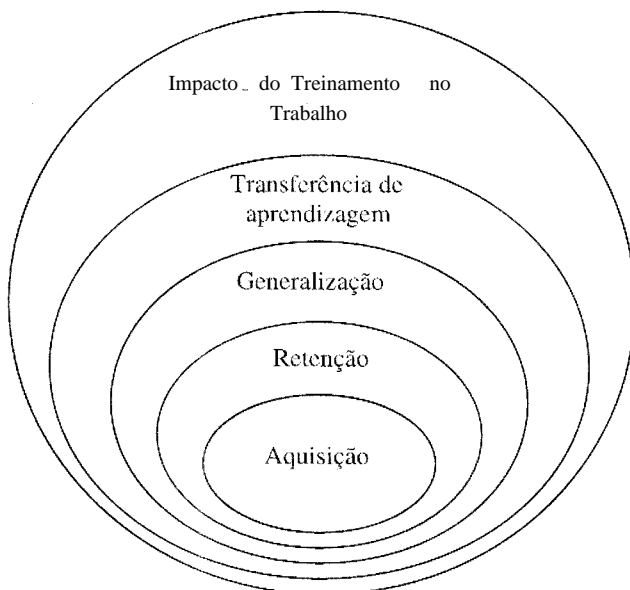 Impacto do Treinamento no
Trabalho
Transferência de
aprendizagem
Generalização
Retenção
Aquisição